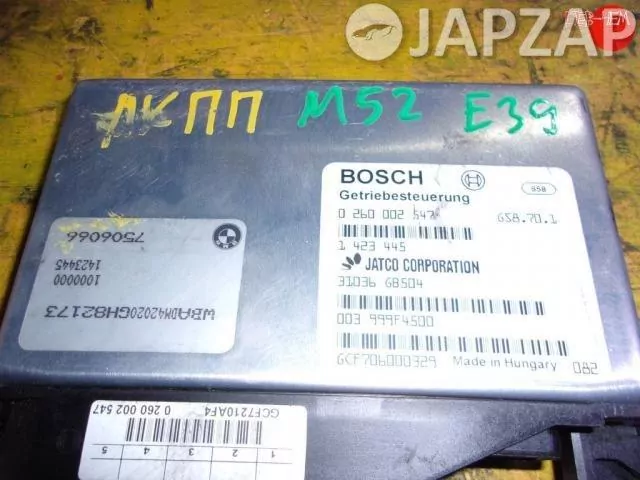 JAPZAP
АКПП M52 E39
BOSCH
Getriebesteuerung
0 260 002 547
GS8.70.1
1 423 445
JATCO CORPORATION
31036 GB504
003 999F4500
GCF706000329 Made in Hungary 082
7506066
1423445
1000000
WBADM42020GH82173
GCF7210AF4
0 260 002 547
1 2 3 4 5